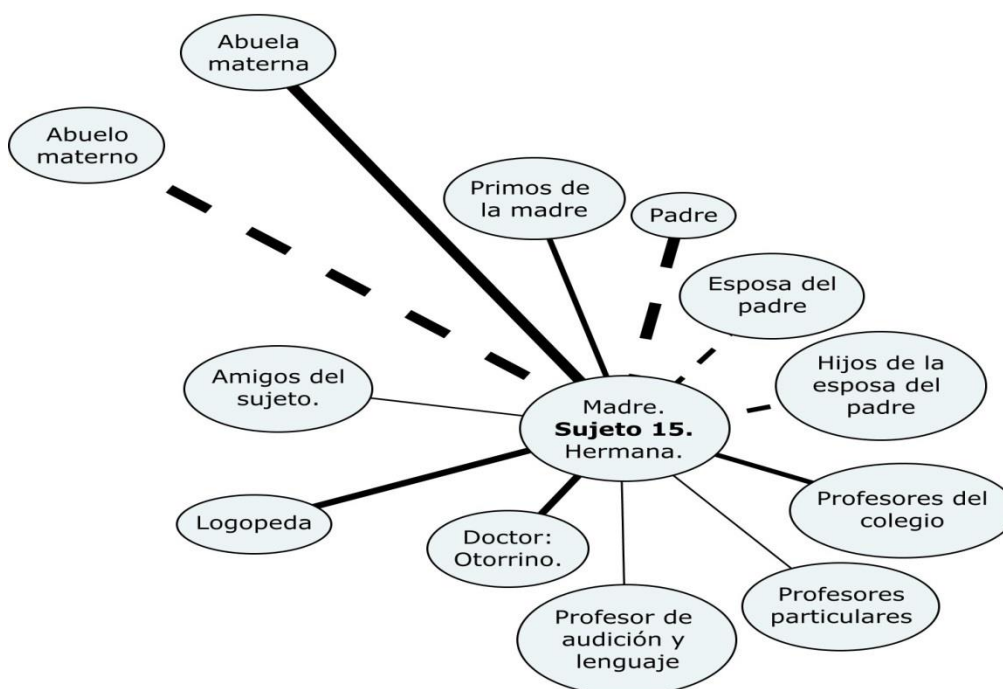 Abuela
materna
Abuelo
materno
Primos de
la madre
Padre
Esposa del
padre
Hijos de la
esposa del
padre
Amigos del
sujeto.
Madre.
Sujeto 15.
Hermana.
Profesores del
colegio
Logopeda
Doctor:
Otorrino.
Profesores
particulares
Profesor de
audición y
lenguaje